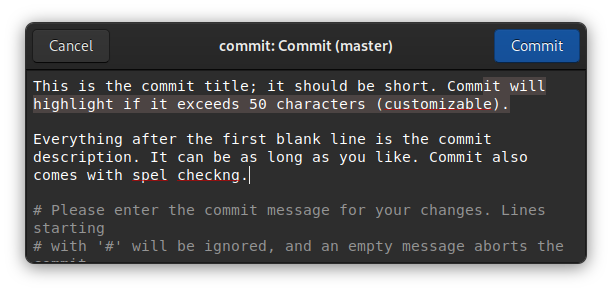 Cancel
commit: Commit (master)
Commit
This is the commit title; it should be short. Commit will
highlight if it exceeds 50 characters (customizable).
Everything after the first blank line is the commit
description. It can be as long as you like. Commit also
comes with spel checkng.
# Please enter the commit message for your changes. Lines
starting
# with '#' will be ignored, and an empty message aborts the
commit